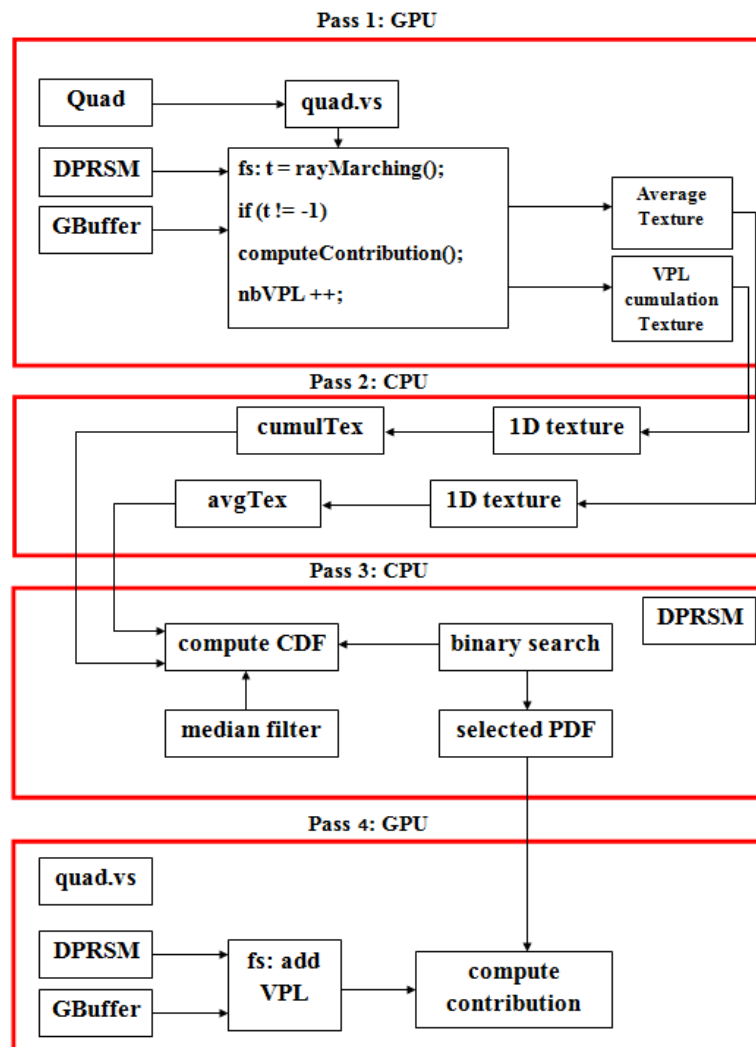 Pass 1: GPU
Quad
quad.vs
DPRSM
GBuffer
fs: t = rayMarching();
if (t != -1)
computeContribution();
nbVPL ++;
Average
Texture
VPL
cumulation
Texture
Pass 2: CPU
cumulTex
1D texture
avgTex
1D texture
Pass 3: CPU
DPRSM
compute CDF
binary search
median filter
selected PDF
Pass 4: GPU
quad.vs
DPRSM
GBuffer
fs: add
VPL
compute
contribution